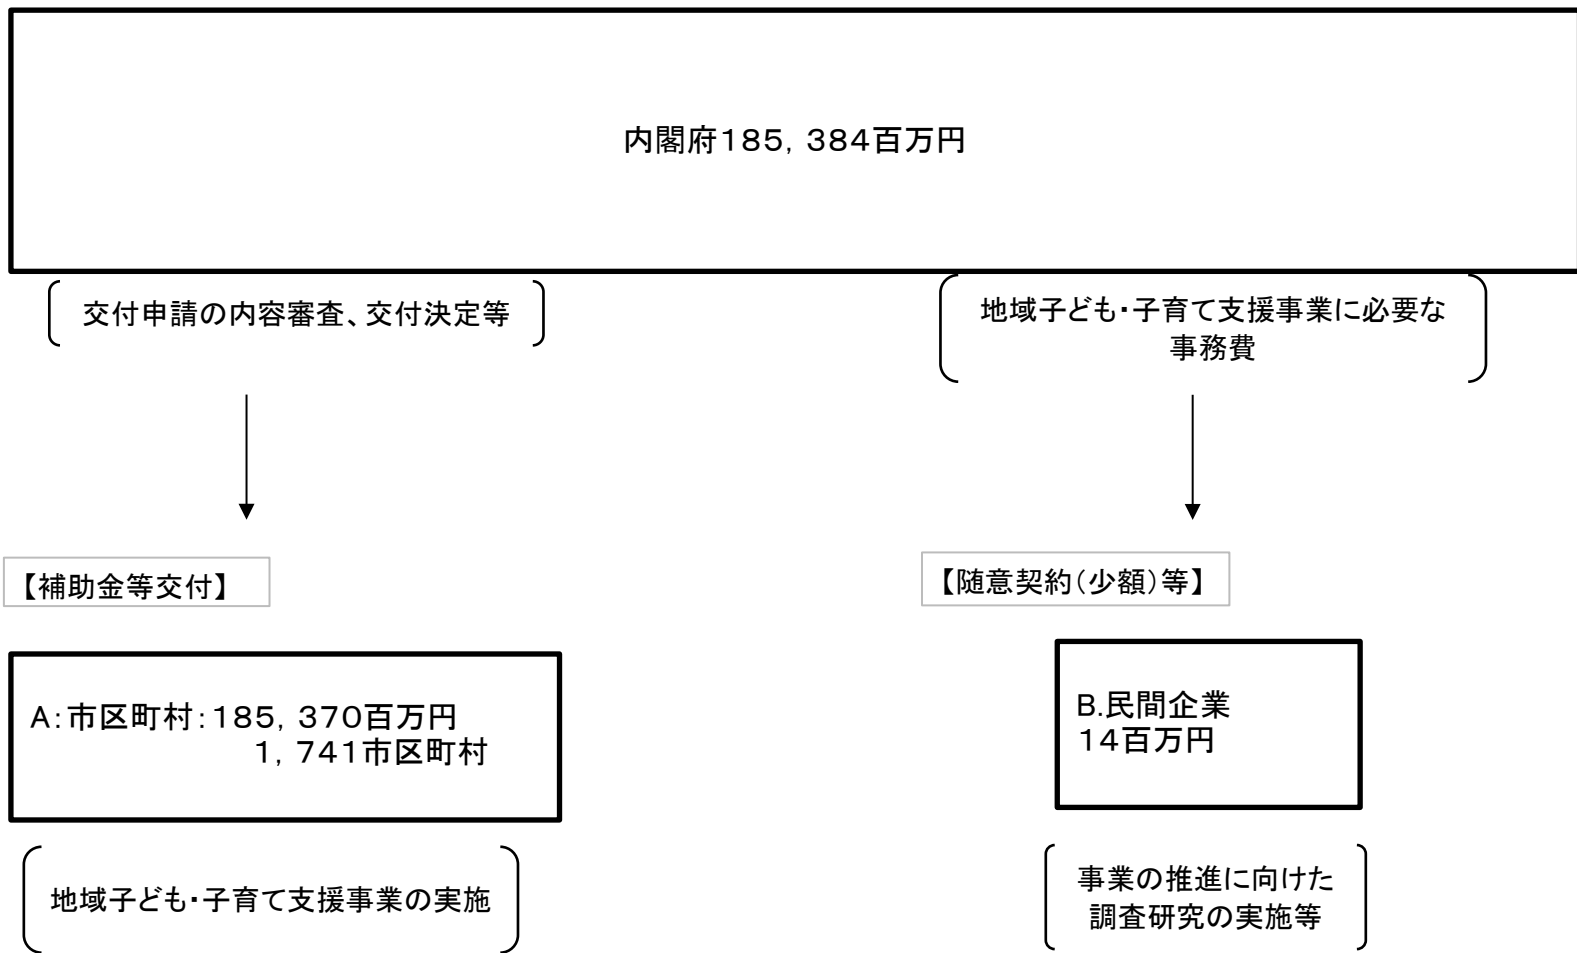 内閣府185, 384百万円
交付申請の内容審査、交付決定等
地域子ども・子育て支援事業に必要な
事務費
【補助金等交付】
【随意契約(少額)等】
A:市区町村:185, 370百万円
1, 741市区町村
B.民間企業
14百万円
地域子ども・子育て支援事業の実施
事業の推進に向けた
調査研究の実施等